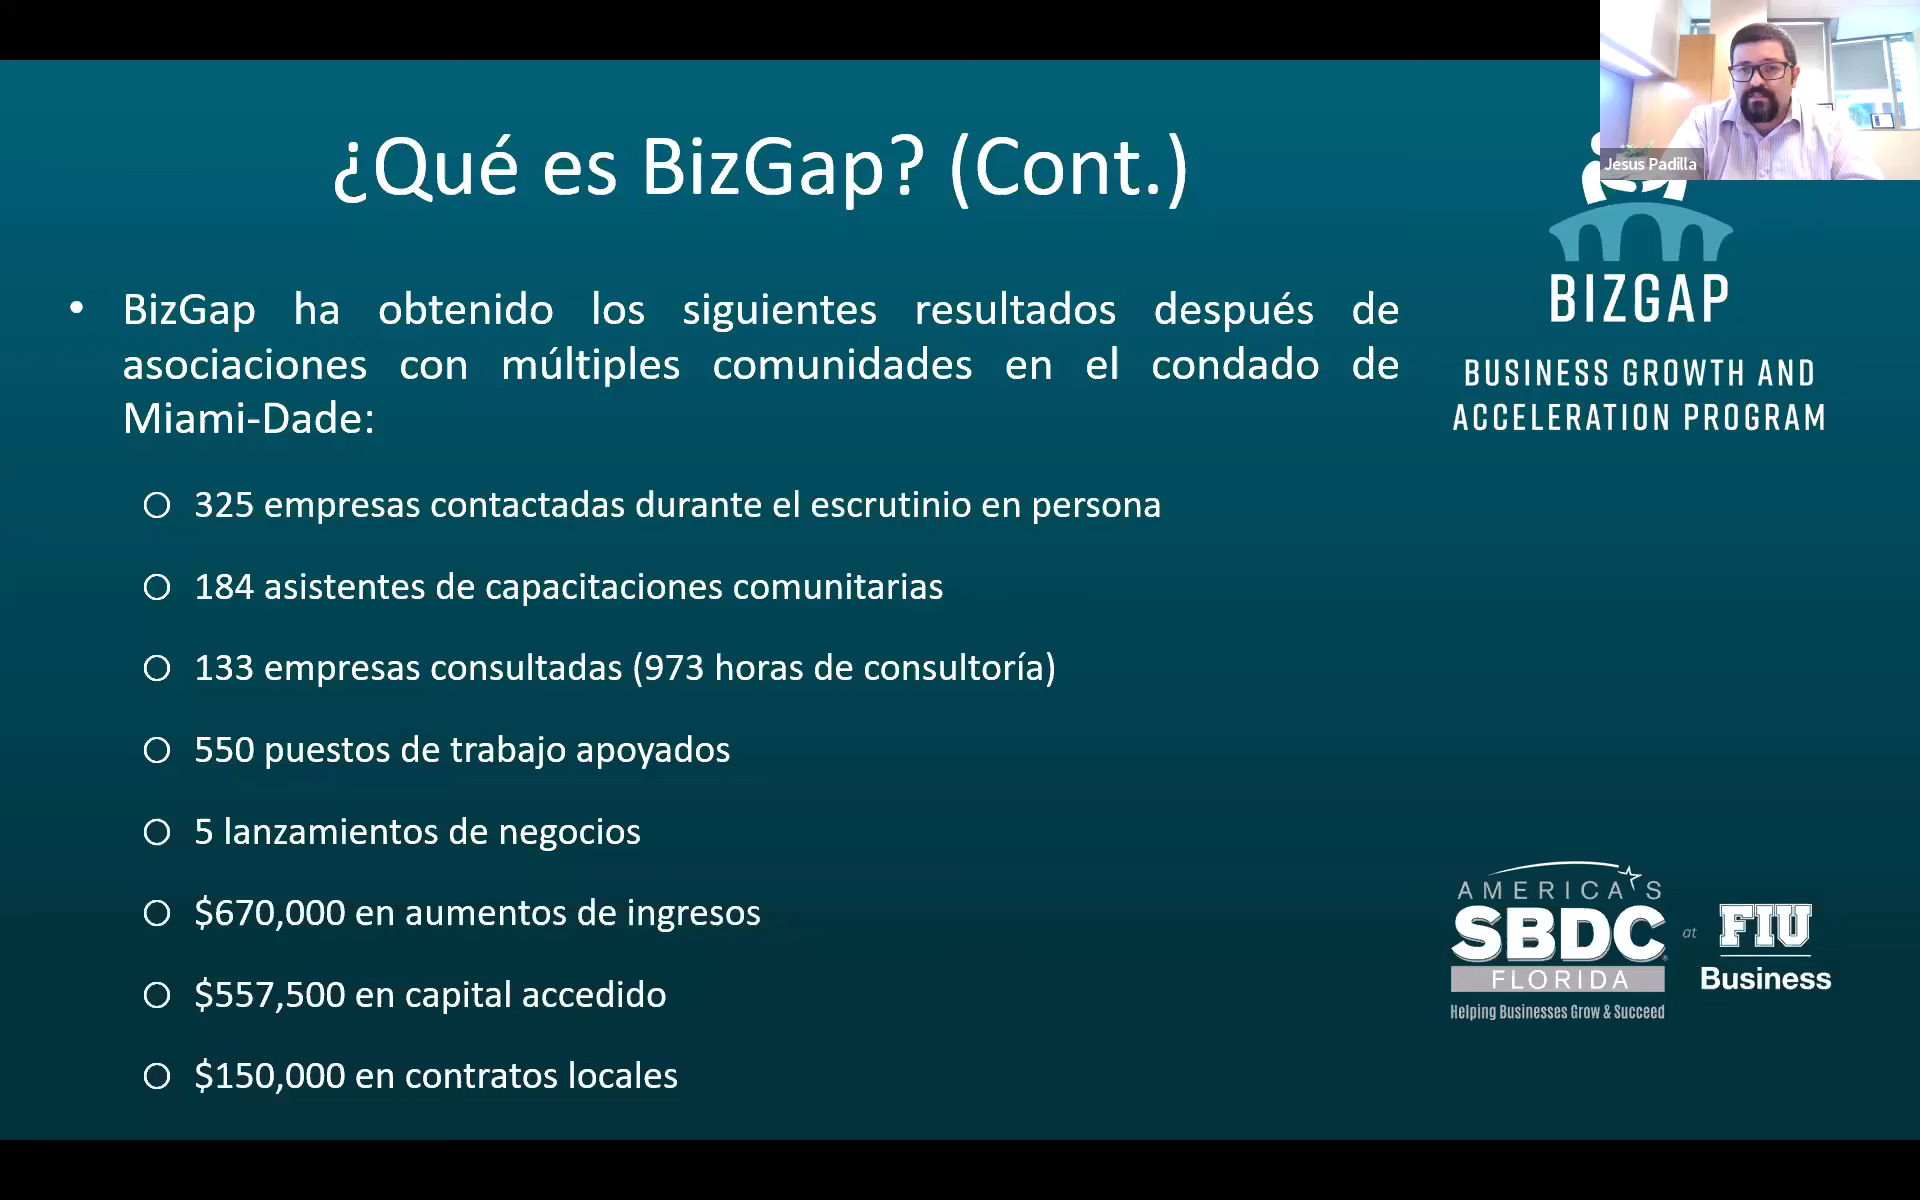 Jesus Padilla
¿Qué es BizGap? (Cont.)
• BizGap ha obtenido los siguientes resultados después de
asociaciones con múltiples comunidades en el condado de
Miami-Dade:
○ 325 empresas contactadas durante el escrutinio en persona
○ 184 asistentes de capacitaciones comunitarias
○ 133 empresas consultadas (973 horas de consultoría)
○ 550 puestos de trabajo apoyados
○ 5 lanzamientos de negocios
○ $670,000 en aumentos de ingresos
○ $557,500 en capital accedido
○ $150,000 en contratos locales
BIZGAP
BUSINESS GROWTH AND
ACCELERATION PROGRAM
AMERICA'S
SBDC
FLORIDA
Helping Businesses Grow & Succeed
at
FIU
Business